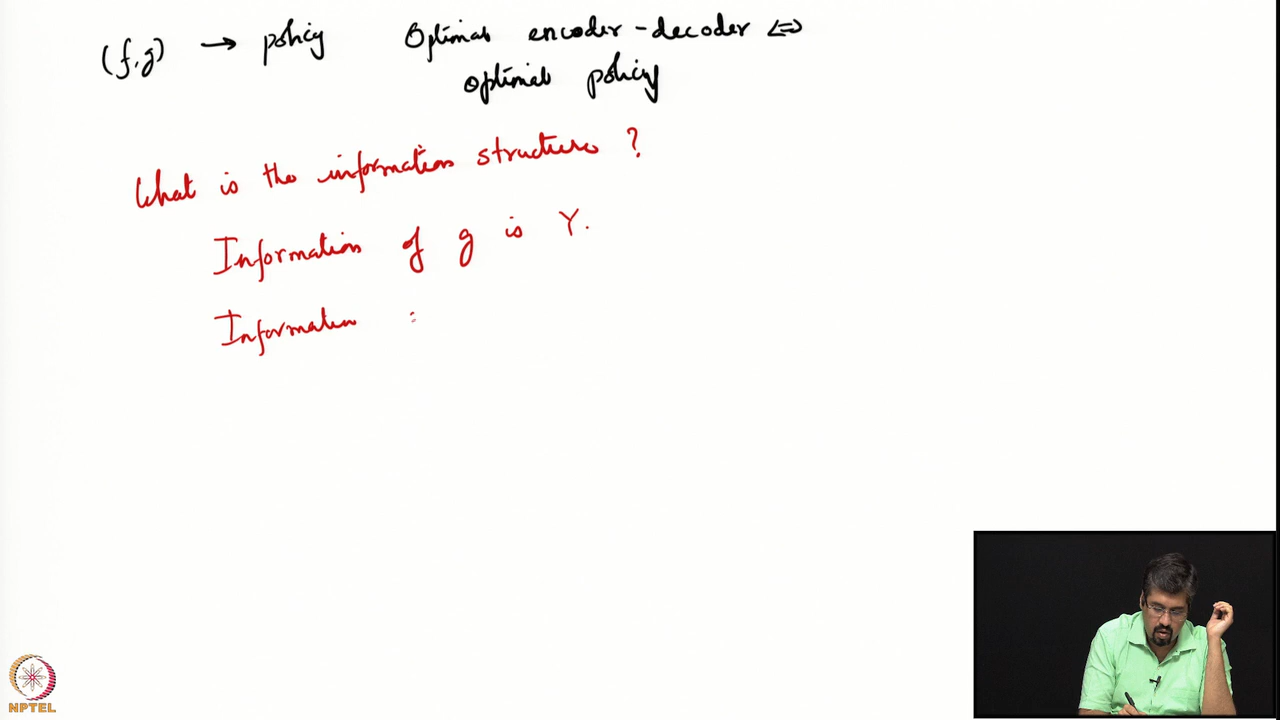 (f,g) → policy Optimal encoder-decoder ⇔
optimal policy
What is the information structure ?
Information of g is Y.
Information
NPTEL